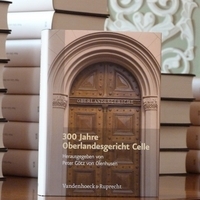 OBERLANDESGERICHT
300 Jahre
Oberlandesgericht Celle
Herausgegeben von
Peter Götz von Olenhusen
Vandenhoeck & Ruprecht